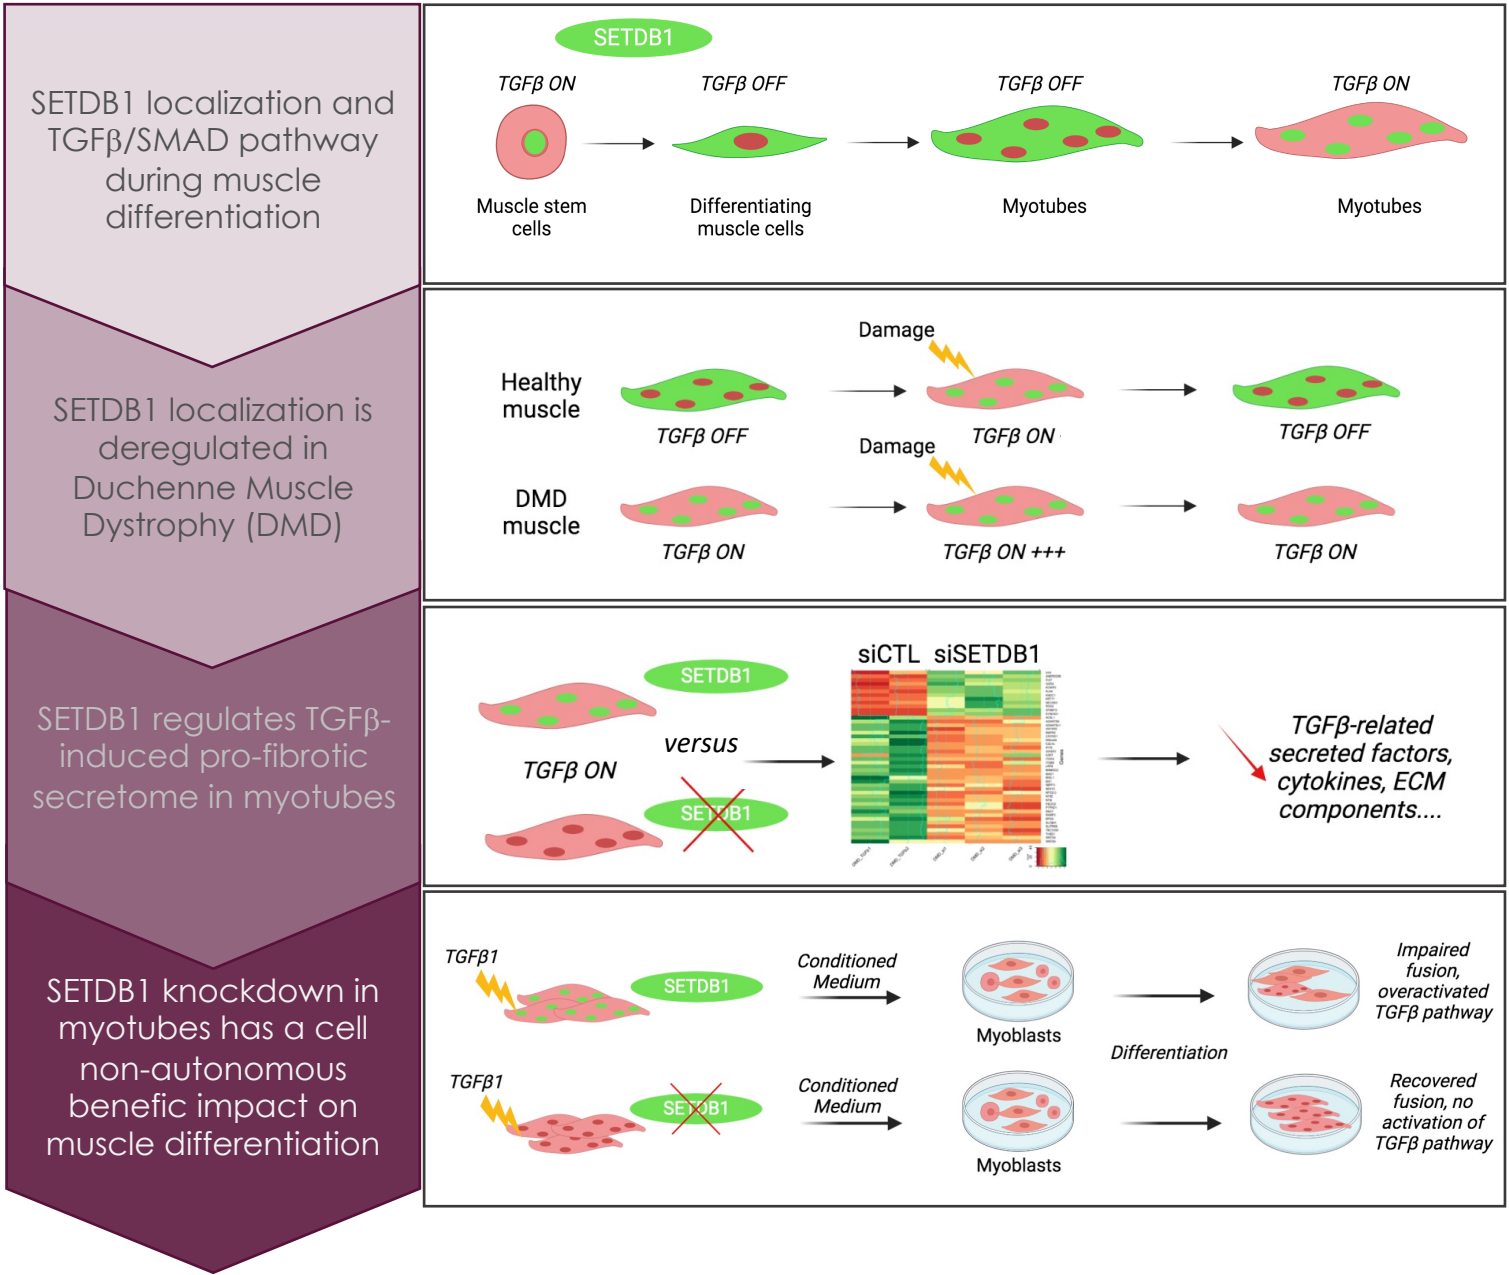 SETDB1 localization and
TGFβ/SMAD pathway
during muscle
differentiation
SETDB1
TGFβ ON
TGFβ OFF
TGFβ OFF
TGFβ ON
Muscle stem
cells
Differentiating
muscle cells
Myotubes
Myotubes
SETDB1 localization is
deregulated in
Duchenne Muscle
Dystrophy (DMD)
Damage
Healthy
muscle
TGFβ OFF
TGFβ ON
TGFβ OFF
Damage
DMD
muscle
TGFβ ON
TGFβ ON +++
TGFβ ON
SETDB1 regulates TGFβ-
induced pro-fibrotic
secretome in myotubes
SETDB1
versus
TGFβ ON
SETDB1
siCTL siSETDB1
TGFβ-related
secreted factors,
cytokines, ECM
components....
SETDB1 knockdown in
myotubes has a cell
non-autonomous
benefic impact on
muscle differentiation
TGFβ1
SETDB1
Conditioned
Medium
Myoblasts
Impaired
fusion,
overactivated
TGFβ pathway
Differentiation
TGFβ1
SETDB1
Conditioned
Medium
Myoblasts
Recovered
fusion, no
activation of
TGFβ pathway